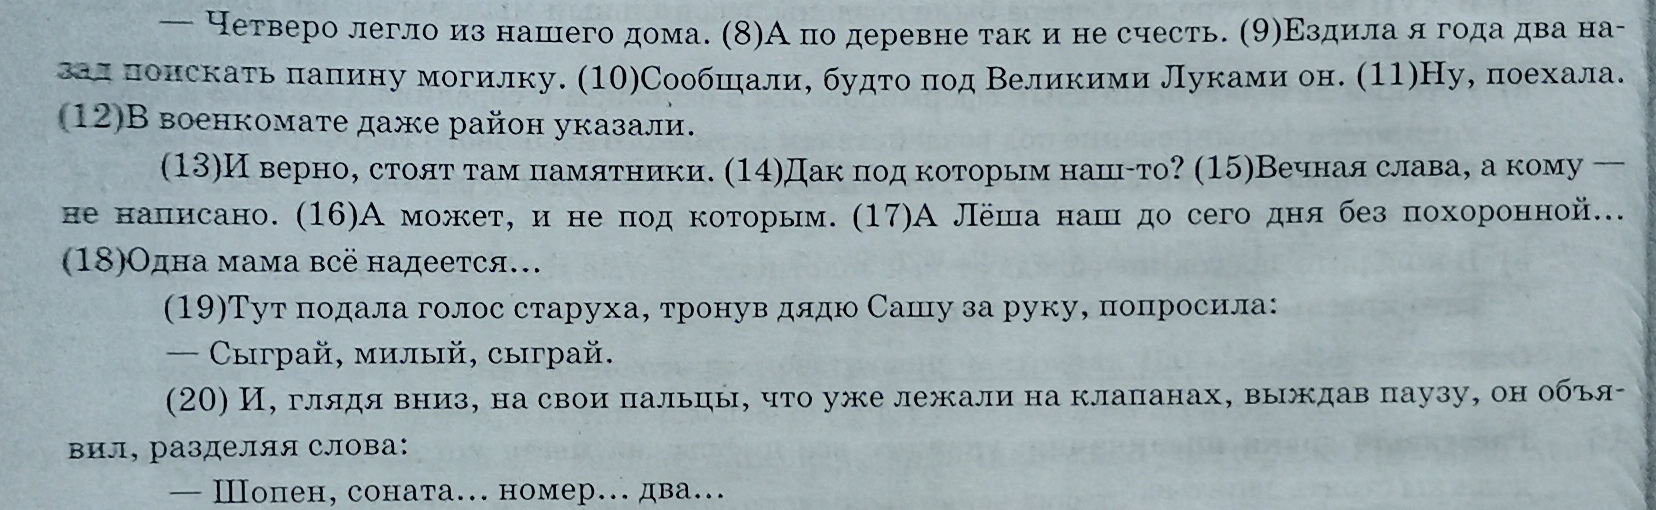 — Четверо легло из нашего дома. (8)А по деревне так и не счесть. (9)Ездила я года два на-
зад поискать папину могилку. (10)Сообщали, будто под Великими Луками он. (11)Ну, поехала.
(12)В военкомате даже район указали.
(13)И верно, стоят там памятники. (14)Дак под которым наш-то? (15)Вечная слава, а кому —
не написано. (16)А может, и не под которым. (17)А Лёша наш до сего дня без похоронной...
(18)Одна мама всё надеется...
(19)Тут подала голос старуха, тронув дядю Сашу за руку, попросила:
— Сыграй, милый, сыграй.
(20) И, глядя вниз, на свои пальцы, что уже лежали на клапанах, выждав паузу, он объя-
вил, разделяя слова:
— Шопен, соната... номер... два...